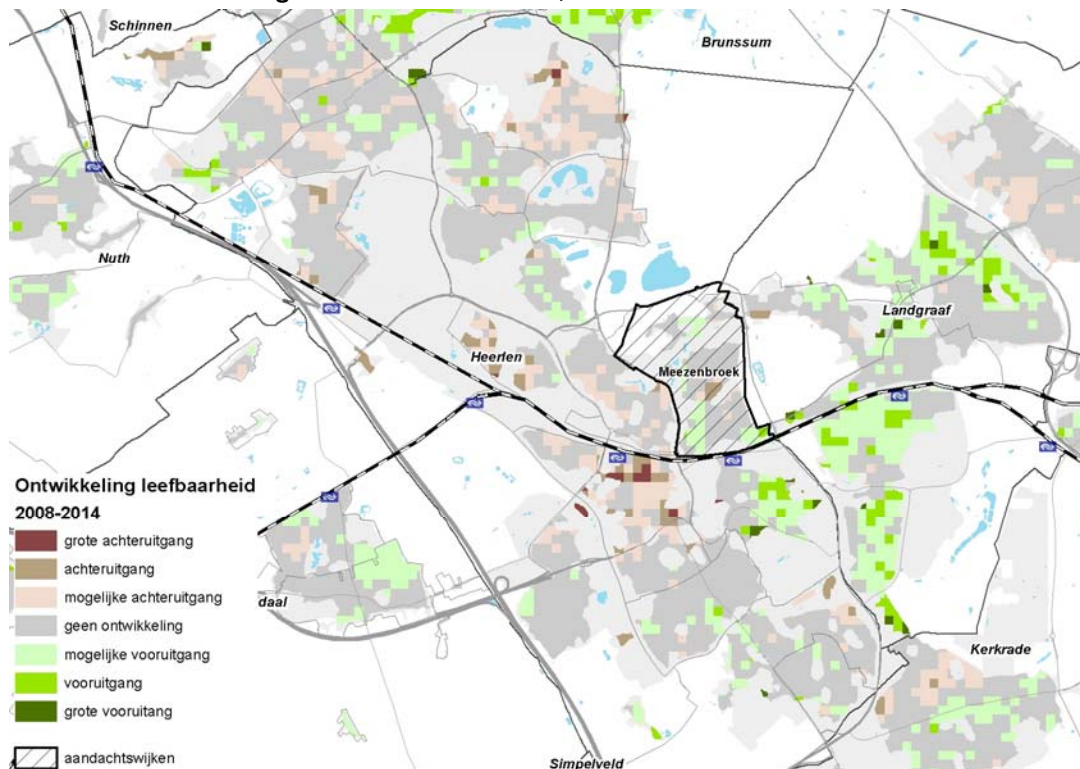 Schinnen
Brunssum
Nuth
Landgraaf
Heerlen
Meezenbroek
Ontwikkeling leefbaarheid
2008-2014
grote achteruitgang
achteruitgang
mogelijke achteruitgang
geen ontwikkeling
mogelijke vooruitgang
vooruitgang
grote vooruitang
aandachtswijken
daal
Kerkrade
Simpelveld